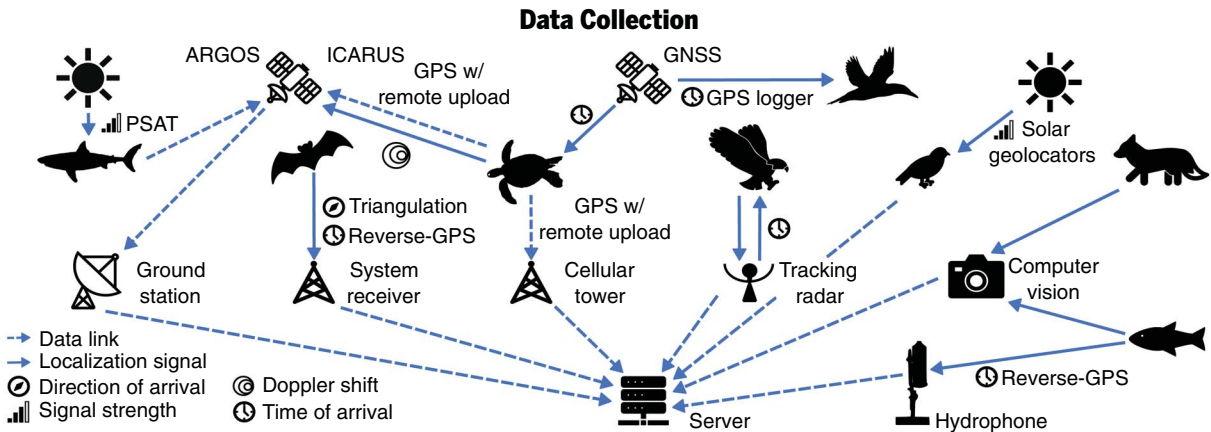 Data Collection
ARGOS
ICARUS
GPS w/
remote upload
GNSS
GPS logger
PSAT
Solar
geolocators
Triangulation
Reverse-GPS
GPS w/
remote upload
Ground
station
System
receiver
Cellular
tower
Tracking
radar
Computer
vision
Data link
Localization signal
Direction of arrival
Doppler shift
Signal strength
Time of arrival
Server
Reverse-GPS
Hydrophone